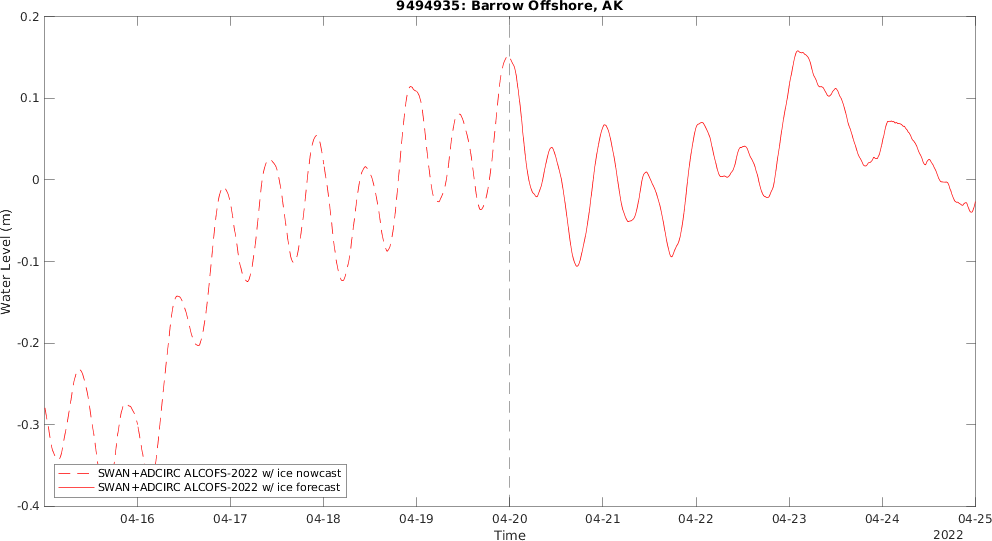 9494935: Barrow Offshore, AK
0.2
0.1
0
-0.1
-0.2
-0.3
-0.4
Water Level (m)
SWAN+ADCIRC ALCOFS-2022 w/ ice nowcast
SWAN+ADCIRC ALCOFS-2022 w/ ice forecast
04-16 04-17 04-18 04-19 04-20 04-21 04-22 04-23 04-24 04-25
Time
2022